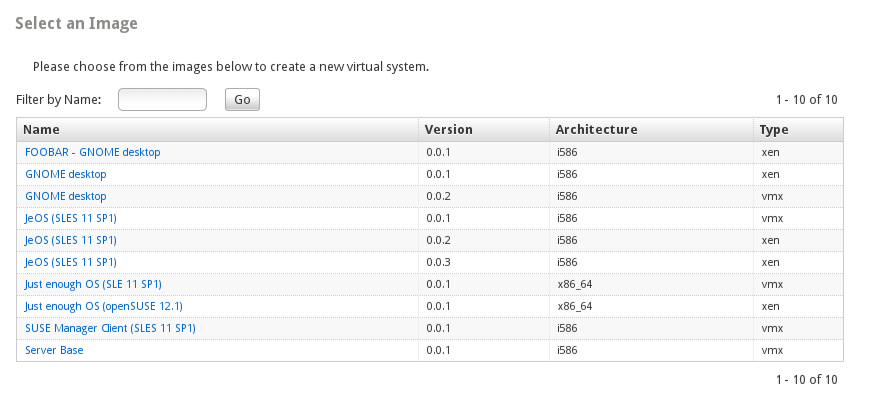 Select an Image
Please choose from the images below to create a new virtual system.
Filter by Name: Go 1 - 10 of 10
Name Version Architecture Type
FOOBAR - GNOME desktop 0.0.1 i586 xen
GNOME desktop 0.0.1 i586 xen
GNOME desktop 0.0.2 i586 vmx
JeOS (SLES 11 SP1) 0.0.1 i586 vmx
JeOS (SLES 11 SP1) 0.0.2 i586 xen
JeOS (SLES 11 SP1) 0.0.3 i586 xen
Just enough OS (SLE 11 SP1) 0.0.1 x86_64 vmx
Just enough OS (openSUSE 12.1) 0.0.1 x86_64 xen
SUSE Manager Client (SLES 11 SP1) 0.0.1 i586 vmx
Server Base 0.0.1 i586 vmx
1 - 10 of 10